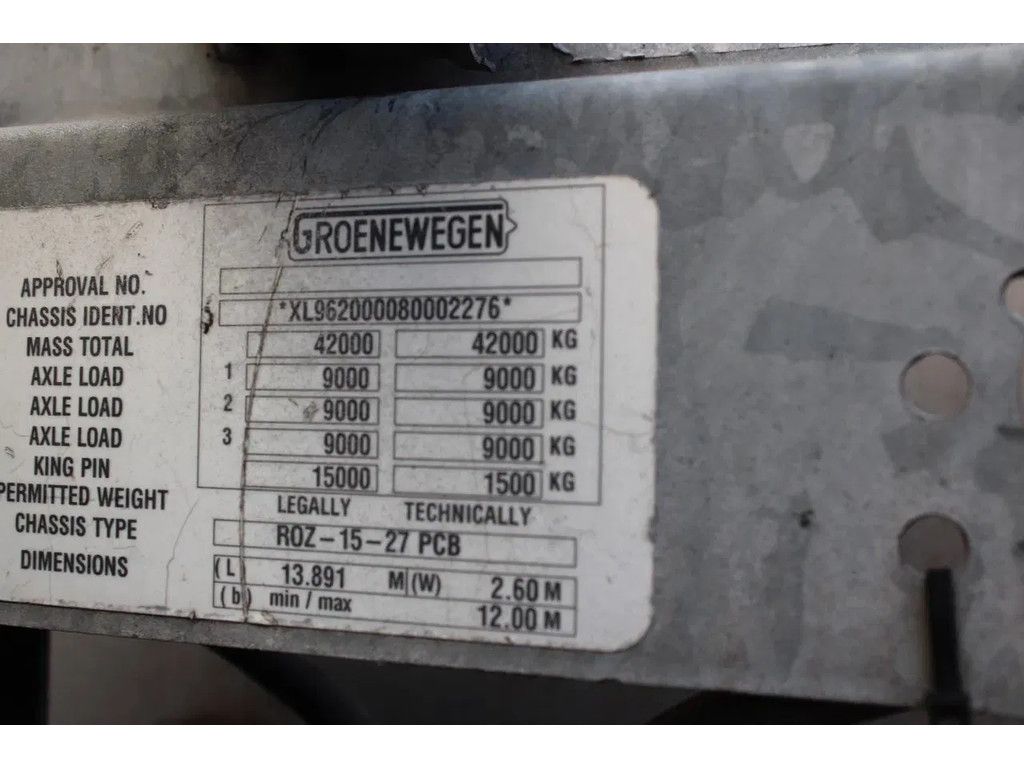 GROENEWEGEN
APPROVAL NO.
CHASSIS IDENT.NO *XL962000080002276*
MASS TOTAL 42000 42000 KG
AXLE LOAD 1 9000 9000 KG
AXLE LOAD 2 9000 9000 KG
AXLE LOAD 3 9000 9000 KG
KING PIN 15000 1500 KG
PERMITTED WEIGHT LEGALLY TECHNICALLY
CHASSIS TYPE ROZ-15-27 PCB
DIMENSIONS (L) 13.891 M (W) 2.60 M
(b) min / max 12.00 M